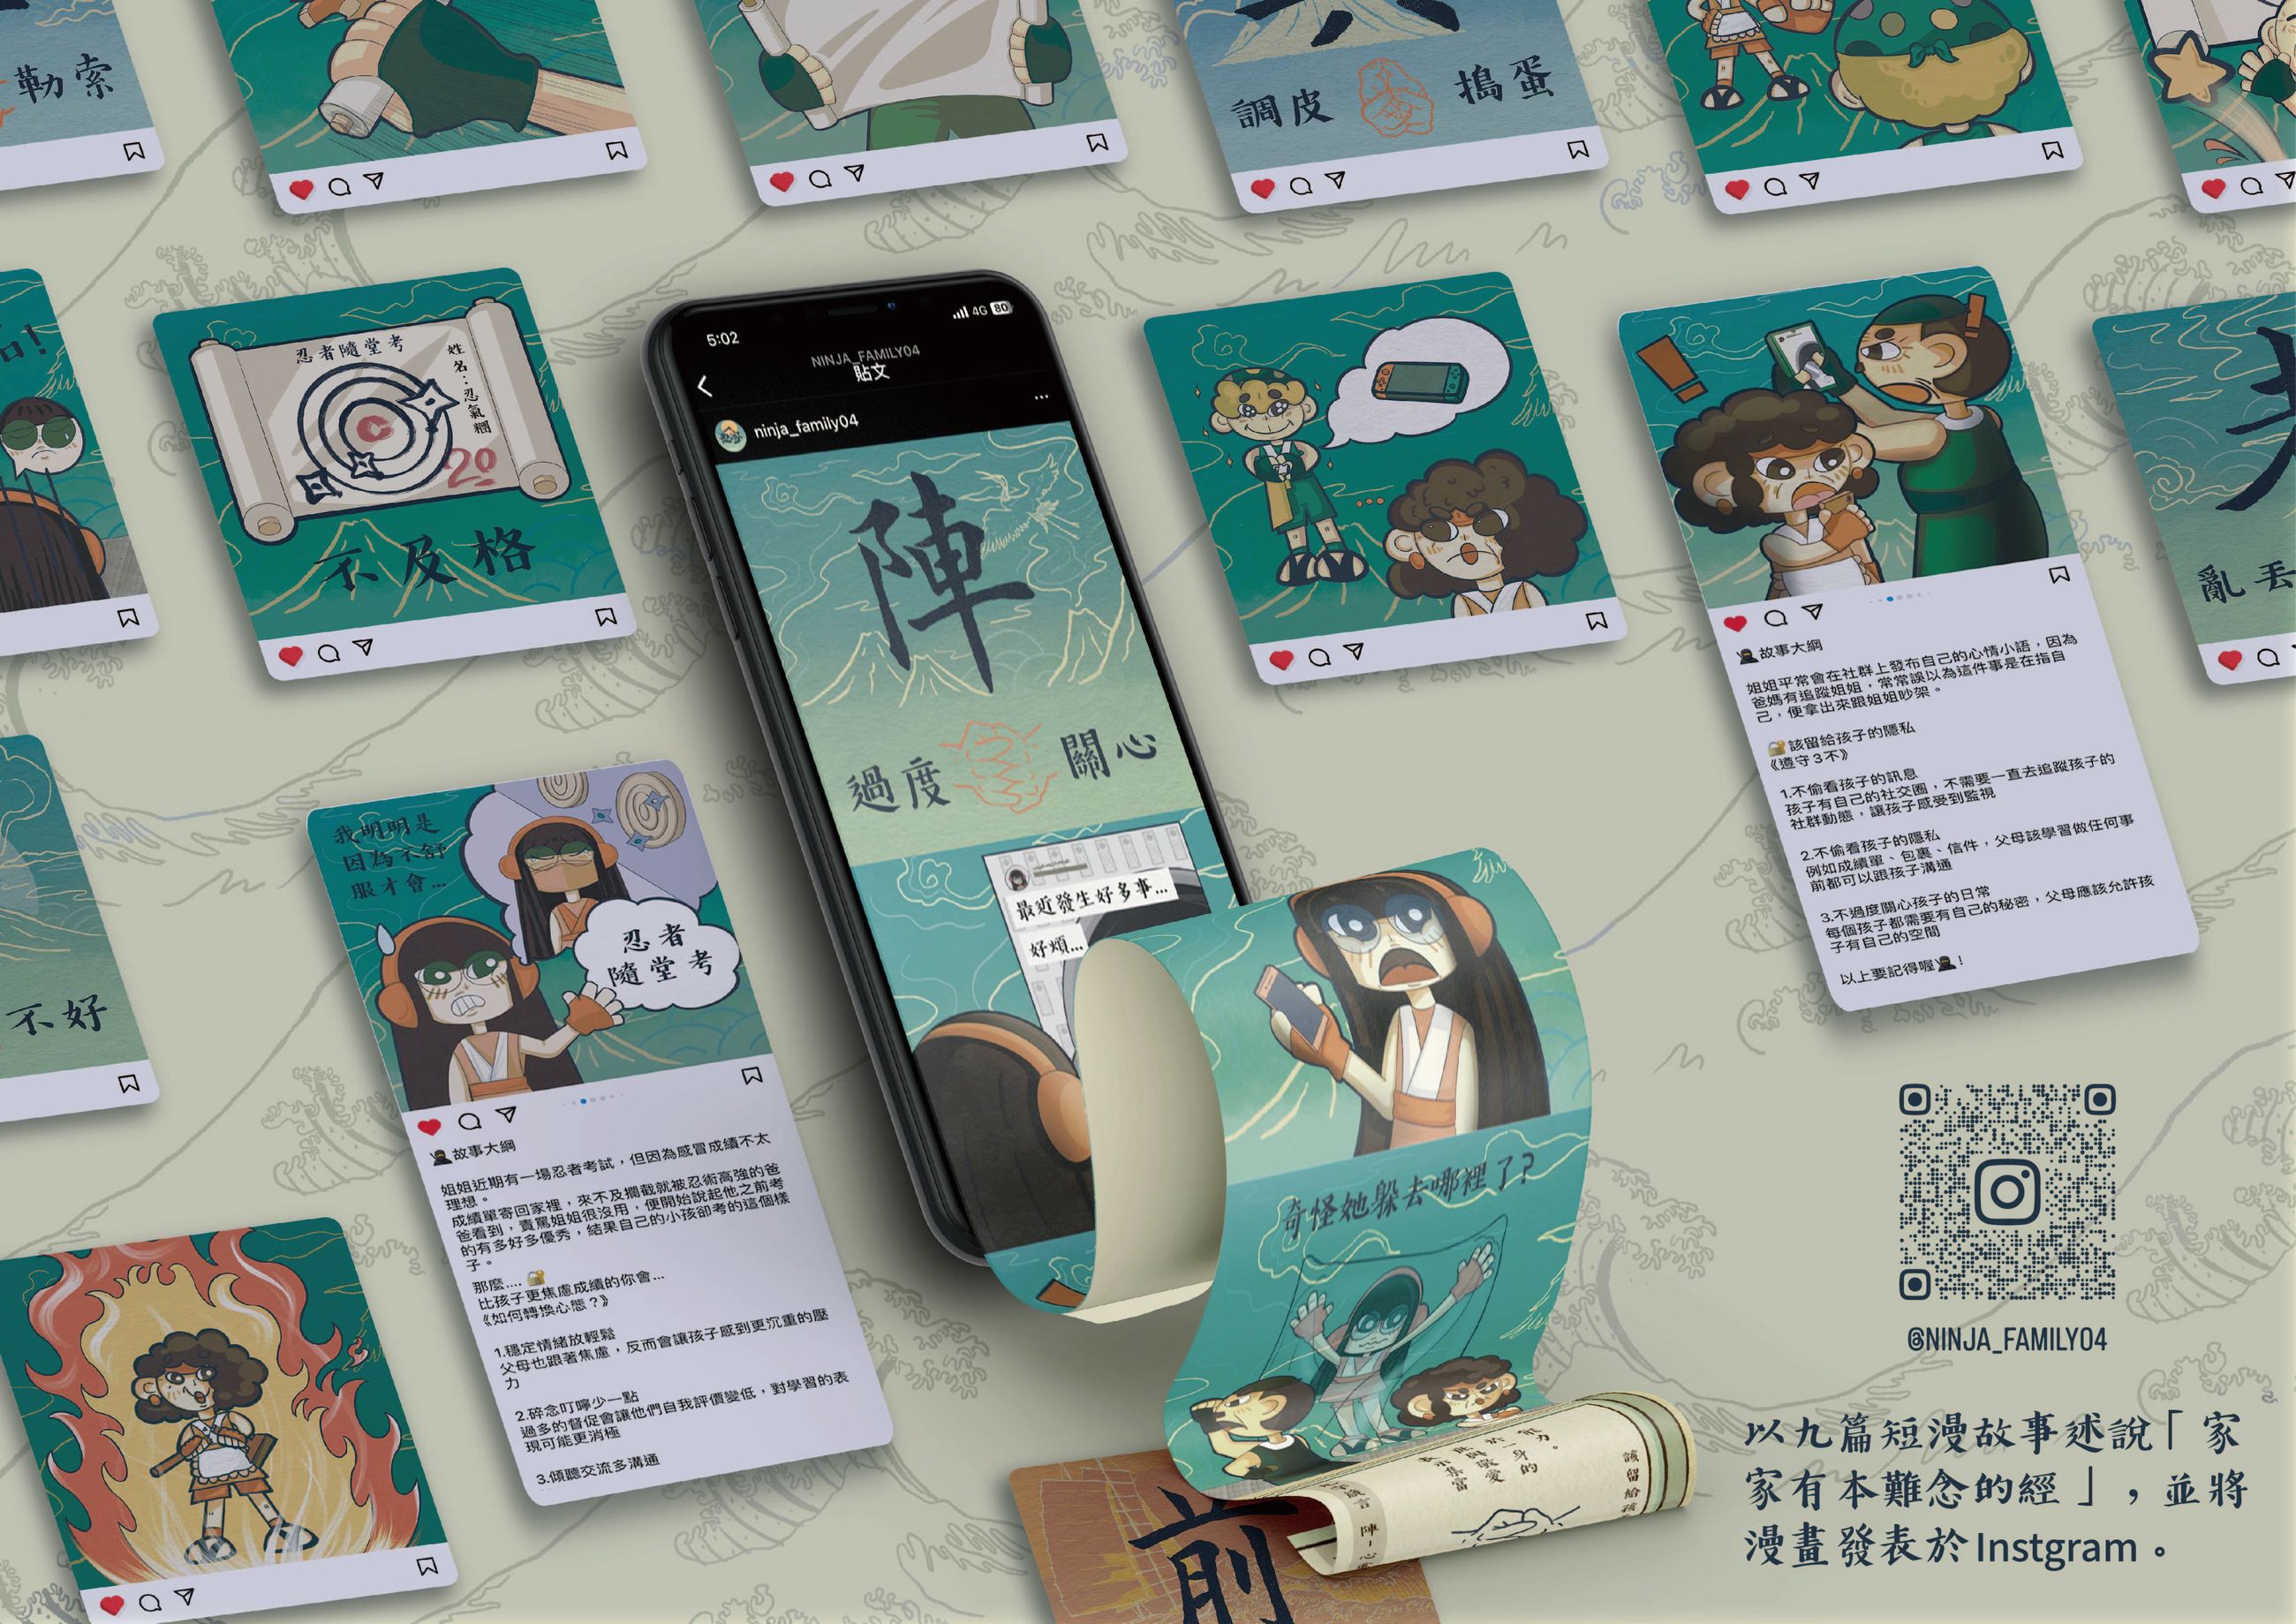 勒索
調皮 搗蛋
忍者隨堂考
姓名：忍氣糰
20
不及格
5:02
4G 80
NINJA_FAMILY04
貼文
ninja_family04
陣
過度 關心
最近發生好多事...
好煩...
奇怪她躲去哪裡了?
故事大綱
姐姐平常會在社群上發布自己的心情小語，因為
爸媽有追蹤姐姐，常常誤以為這件事是在指自
己，便拿出來跟姐姐吵架。
該留給孩子的隱私
《遵守3不》
1.不偷看孩子的訊息
孩子有自己的社交圈，不需要一直去追蹤孩子的
社群動態，讓孩子感受到監視
2.不偷看孩子的隱私
例如成績單、包裹、信件，父母該學習做任何事
前都可以跟孩子溝通
3.不過度關心孩子的日常
每個孩子都需要有自己的秘密，父母應該允許孩
子有自己的空間
以上要記得喔!
亂丟
不好
我明明是
因為不舒
服才會...
忍者
隨堂考
故事大綱
姐姐近期有一場忍者考試，但因為感冒成績不太
理想。
成績單寄回家裡，來不及攔截就被忍術高強的爸
爸看到，責罵姐姐很沒用，便開始說起他之前考
的有多好多優秀，結果自己的小孩卻考的這個樣
子。
那麼....
比孩子更焦慮成績的你會...
《如何轉換心態？》
1.穩定情緒放輕鬆
父母也跟著焦慮，反而會讓孩子感到更沉重的壓
力
2.碎念叮嚀少一點
過多的督促會讓他們自我評價變低，對學習的表
現可能更消極
3.傾聽交流多溝通
前
該留給孩
@NINJA_FAMILY04
以九篇短漫故事述說「家
家有本難念的經」，並將
漫畫發表於Instgram。